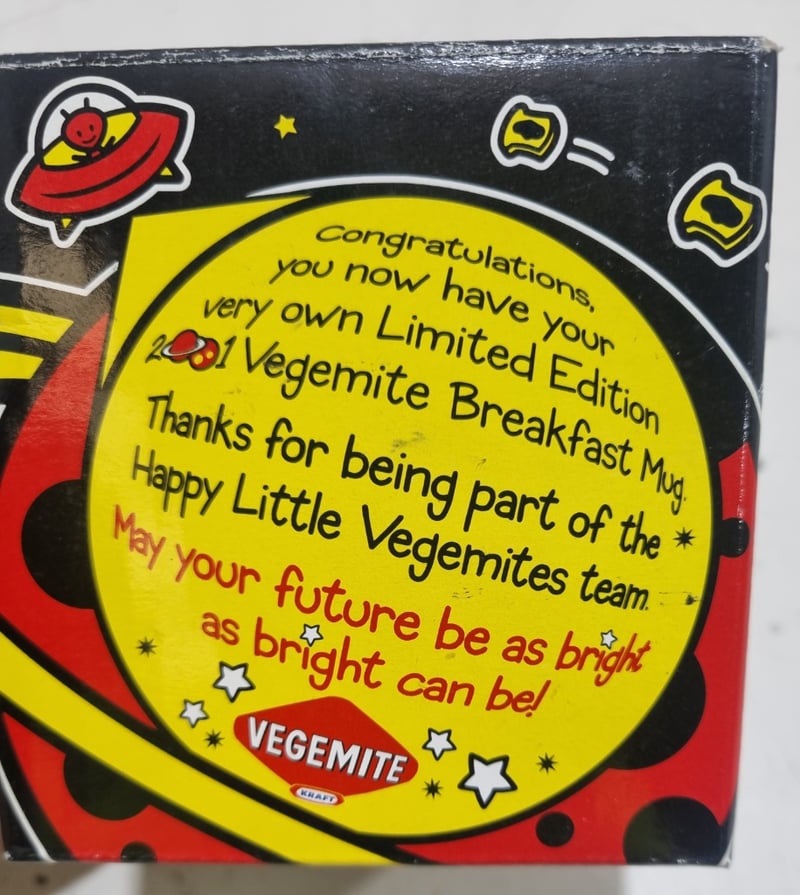 Congratulations,
you now have your
very own Limited Edition
2001 Vegemite Breakfast Mug.
Thanks for being part of the
Happy Little Vegemites team.
May your future be as bright
as bright can be!
VEGEMITE
KRAFT